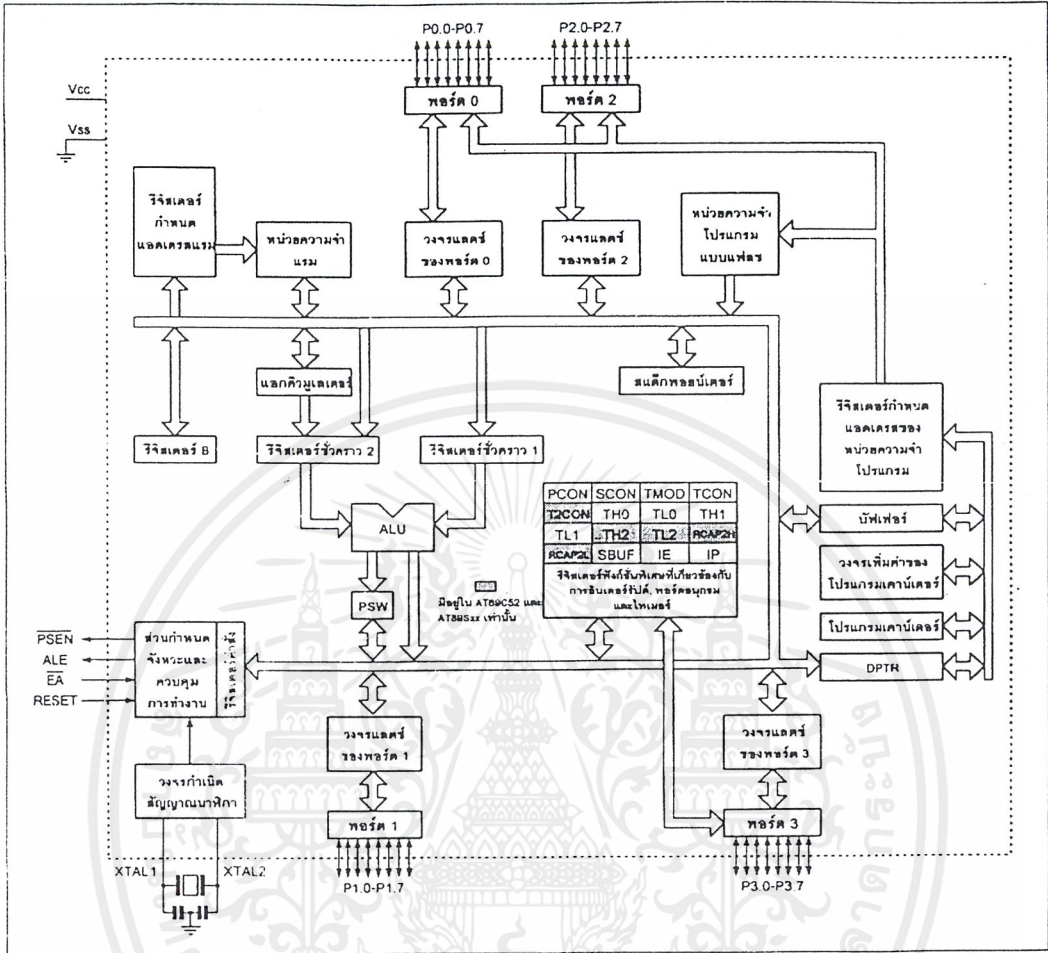 P0.0-P0.7
P2.0-P2.7
Vcc
Vss
พอร์ต 0
พอร์ต 2
รีจิสเตอร์
กำหนด
แอดเดรสแรม
หน่วยความจำ
แรม
วงจรแลตช์
ของพอร์ต 0
วงจรแลตช์
ของพอร์ต 2
หน่วยความจำ
โปรแกรม
แบบแฟลช
แอกคิวมูเลเตอร์
สแต็กพอยน์เตอร์
รีจิสเตอร์ B
รีจิสเตอร์ชั่วคราว 2
รีจิสเตอร์ชั่วคราว 1
รีจิสเตอร์กำหนด
แอดเดรสของ
หน่วยความจำ
โปรแกรม
ALU
PCON SCON TMOD TCON
T2CON TH0 TL0 TH1
TL1 TH2 TL2 RCAP2H
RCAP2L SBUF IE IP
รีจิสเตอร์ฟังก์ชันพิเศษที่เกี่ยวข้องกับ
การอินเตอร์รัปต์, พอร์ตอนุกรม
และไทเมอร์
บัฟเฟอร์
วงจรเพิ่มค่าของ
โปรแกรมเคาน์เตอร์
โปรแกรมเคาน์เตอร์
DPTR
PSW
มีอยู่ใน AT89C52 และ
AT89Sxx เท่านั้น
PSEN
ALE
EA
RESET
ส่วนกำหนด
จังหวะและ
ควบคุม
การทำงาน
รีจิสเตอร์คำสั่ง
วงจรแลตช์
ของพอร์ต 1
วงจรแลตช์
ของพอร์ต 3
วงจรกำเนิด
สัญญาณนาฬิกา
พอร์ต 1
พอร์ต 3
XTAL1
XTAL2
P1.0-P1.7
P3.0-P3.7